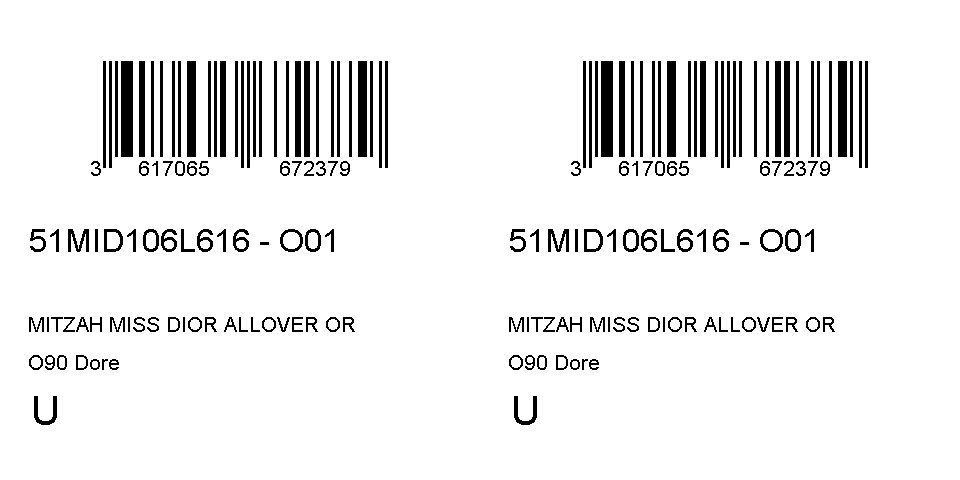 3 617065 672379
51MID106L616 - O01
MITZAH MISS DIOR ALLOVER OR
O90 Dore
U
3 617065 672379
51MID106L616 - O01
MITZAH MISS DIOR ALLOVER OR
O90 Dore
U